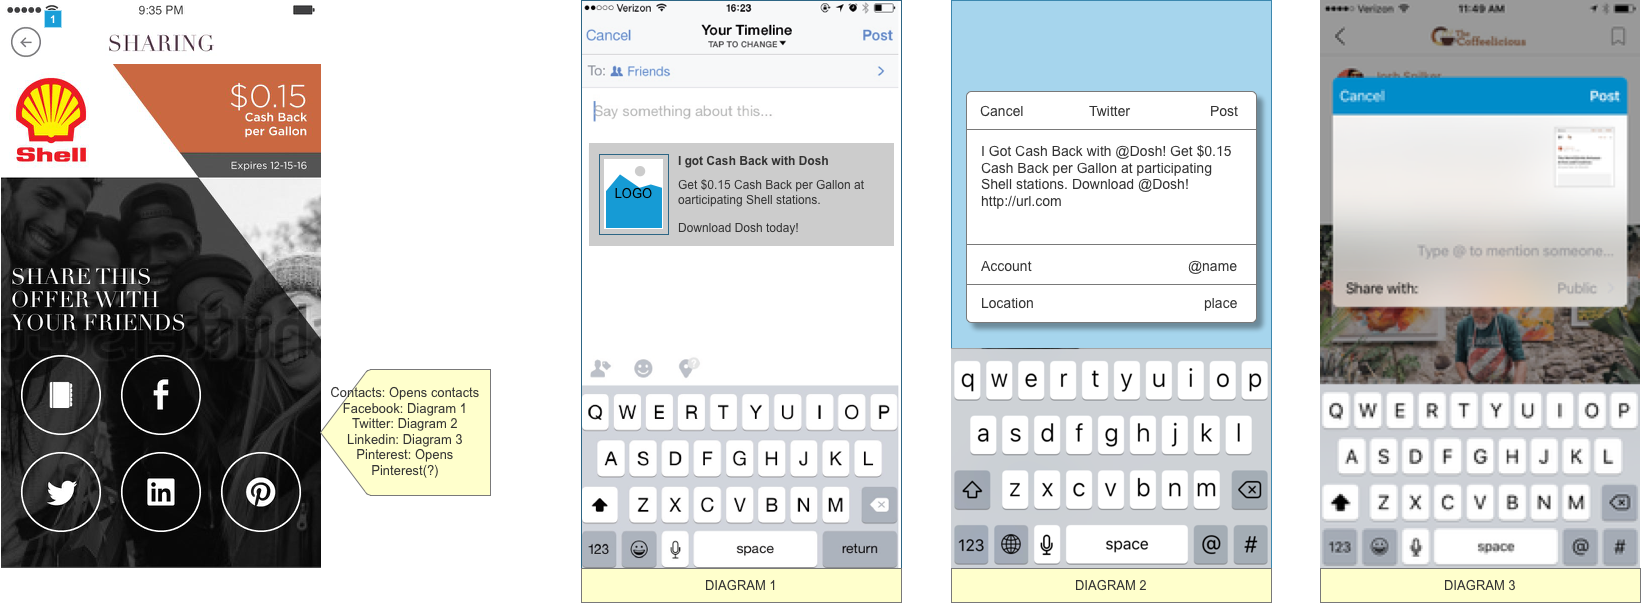 1
9:35 PM
SHARING
Shell
$0.15
Cash Back
per Gallon
Expires 12-15-16
SHARE THIS
OFFER WITH
YOUR FRIENDS
Contacts: Opens contacts
Facebook: Diagram 1
Twitter: Diagram 2
Linkedin: Diagram 3
Pinterest: Opens
Pinterest(?)
Verizon 16:23
Cancel Your Timeline Post
TAP TO CHANGE
To: Friends
Say something about this...
LOGO
I got Cash Back with Dosh
Get $0.15 Cash Back per Gallon at
oarticipating Shell stations.
Download Dosh today!
Q W E R T Y U I O P
A S D F G H J K L
Z X C V B N M
123 space return
DIAGRAM 1
Cancel Twitter Post
I Got Cash Back with @Dosh! Get $0.15
Cash Back per Gallon at participating
Shell stations. Download @Dosh!
http://url.com
Account @name
Location place
q w e r t y u i o p
a s d f g h j k l
z x c v b n m
123 space @ #
DIAGRAM 2
Verizon 11:49 AM
The
Coffeelicious
Josh Spilker
Cancel Post
Type @ to mention someone...
Share with: Public
Q W E R T Y U I O P
A S D F G H J K L
Z X C V B N M
123 space @ #
DIAGRAM 3